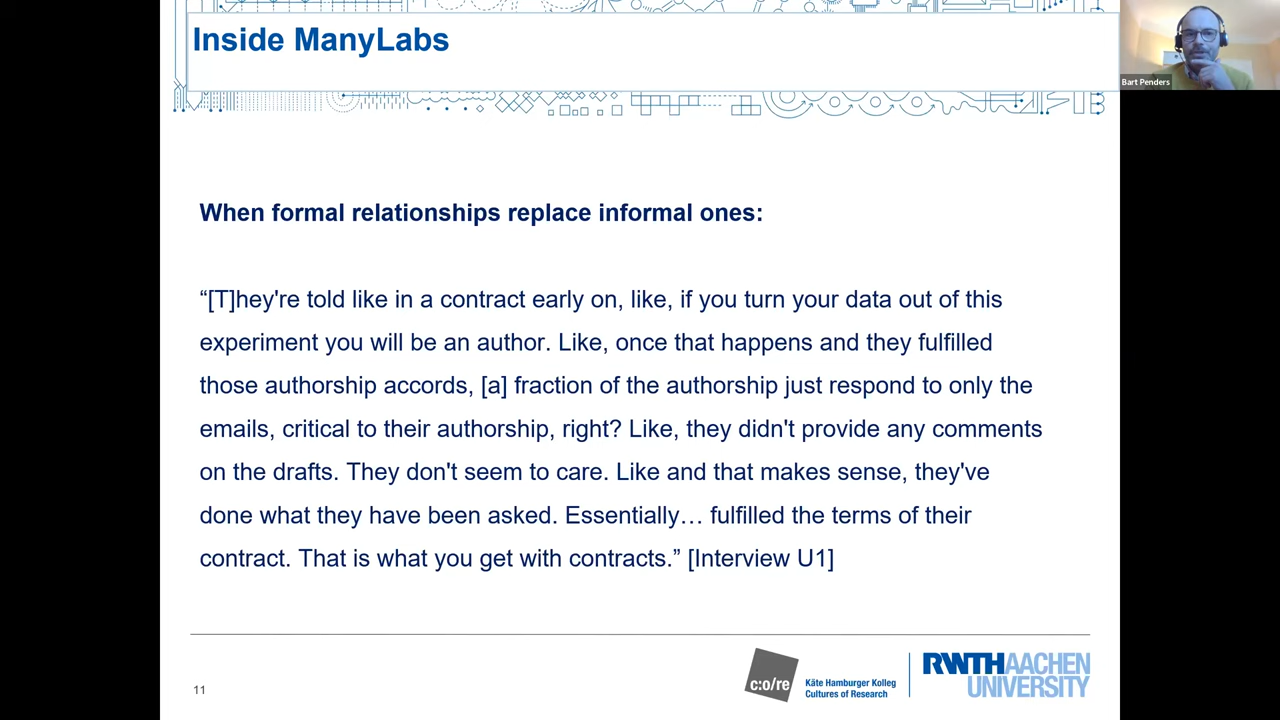 Inside ManyLabs
Bart Penders
When formal relationships replace informal ones:
“[T]hey're told like in a contract early on, like, if you turn your data out of this
experiment you will be an author. Like, once that happens and they fulfilled
those authorship accords, [a] fraction of the authorship just respond to only the
emails, critical to their authorship, right? Like, they didn't provide any comments
on the drafts. They don't seem to care. Like and that makes sense, they've
done what they have been asked. Essentially… fulfilled the terms of their
contract. That is what you get with contracts.” [Interview U1]
11
c:o/re
Käte Hamburger Kolleg
Cultures of Research
RWTHAACHEN
UNIVERSITY